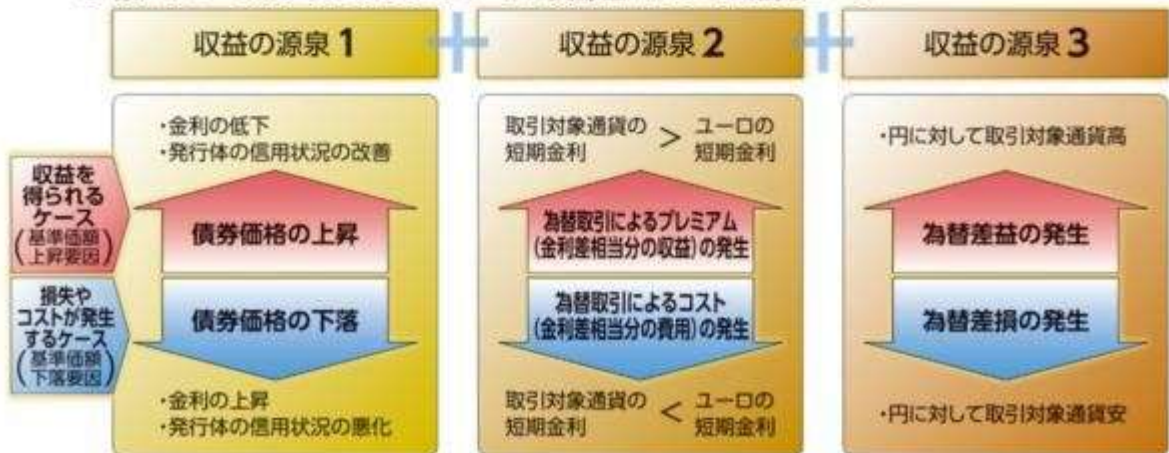 収益の源泉1
+
収益の源泉2
+
収益の源泉3
収益を
得られる
ケース
(基準価額
上昇要因)
損失や
コストが発生
するケース
(基準価額
下落要因)
・金利の低下
・発行体の信用状況の改善
債券価格の上昇
債券価格の下落
・金利の上昇
・発行体の信用状況の悪化
取引対象通貨の
短期金利
>
ユーロの
短期金利
為替取引によるプレミアム
(金利差相当分の収益)の発生
為替取引によるコスト
(金利差相当分の費用)の発生
取引対象通貨の
短期金利
<
ユーロの
短期金利
・円に対して取引対象通貨高
為替差益の発生
為替差損の発生
・円に対して取引対象通貨安